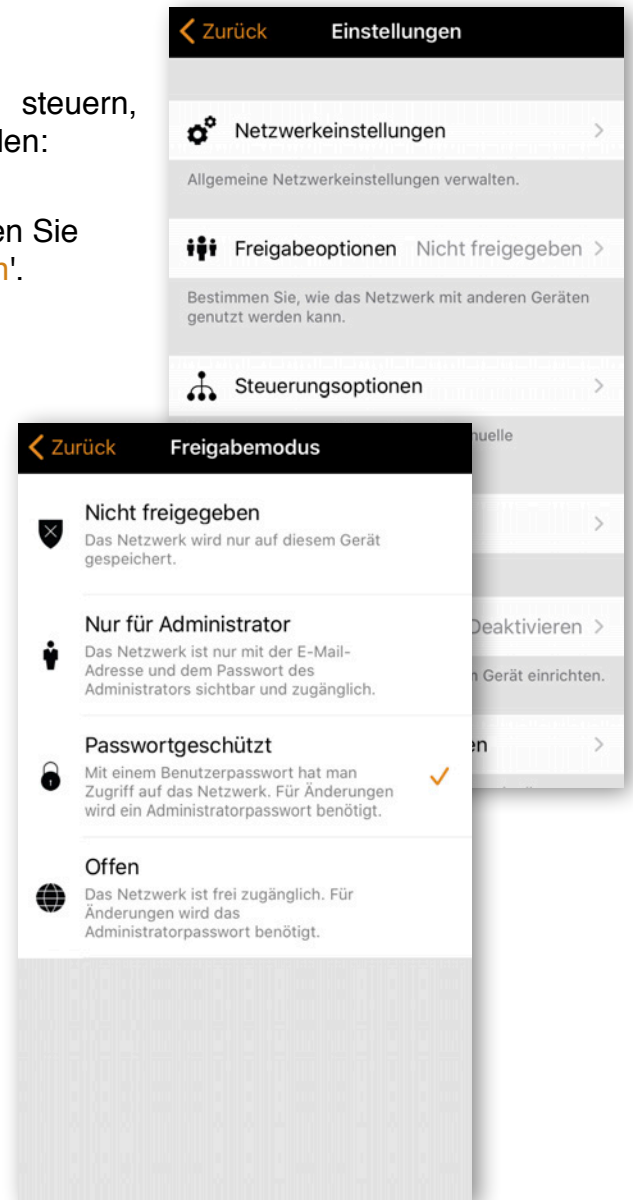 steuern,
Sie
Zurück Einstellungen
Netzwerkeinstellungen
Allgemeine Netzwerkeinstellungen verwalten.
Freigabeoptionen Nicht freigegeben
Bestimmen Sie, wie das Netzwerk mit anderen Geräten
genutzt werden kann.
Steuerungsoptionen
Deaktivieren
Gerät einrichten.
Zurück Freigabemodus
Nicht freigegeben
Das Netzwerk wird nur auf diesem Gerät
gespeichert.
Nur für Administrator
Das Netzwerk ist nur mit der E-Mail-
Adresse und dem Passwort des
Administrators sichtbar und zugänglich.
Passwortgeschützt
Mit einem Benutzerpasswort hat man
Zugriff auf das Netzwerk. Für Änderungen
wird ein Administratorpasswort benötigt.
Offen
Das Netzwerk ist frei zugänglich. Für
Änderungen wird das
Administratorpasswort benötigt.